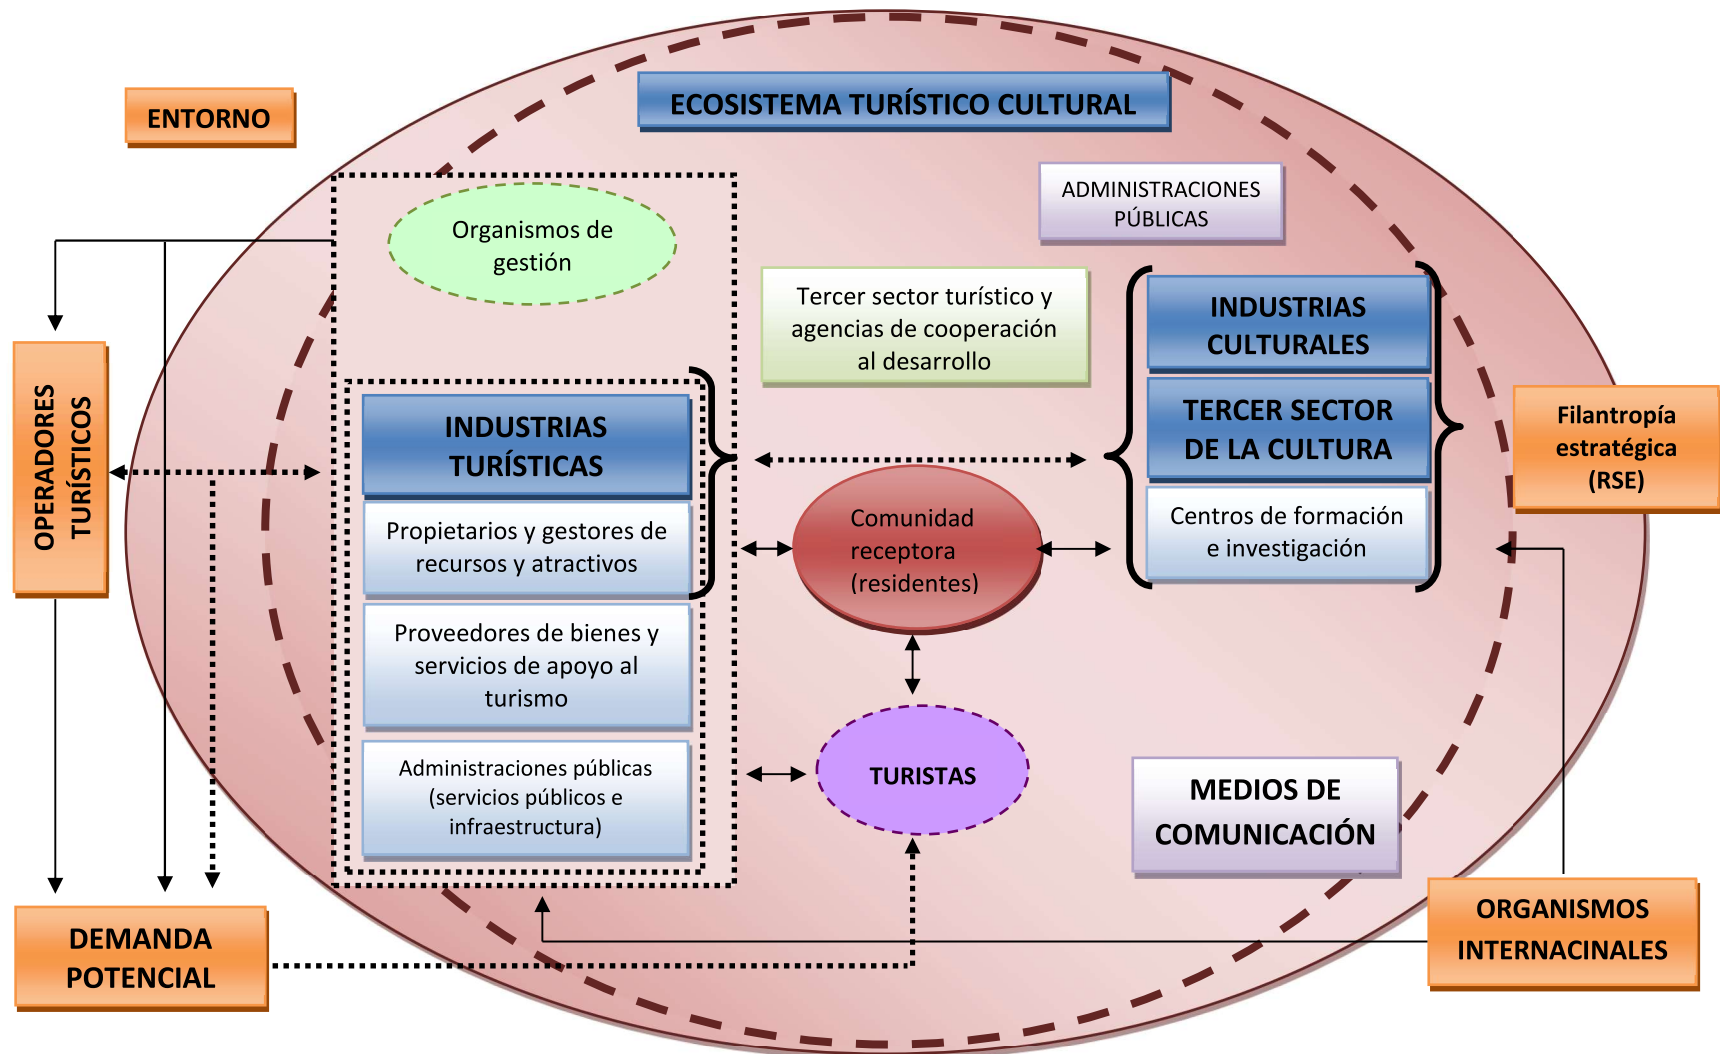 ENTORNO
ECOSISTEMA TURÍSTICO CULTURAL
ADMINISTRACIONES
PÚBLICAS
Organismos de
gestión
Tercer sector turístico y
agencias de cooperación
al desarrollo
INDUSTRIAS
CULTURALES
TERCER SECTOR
DE LA CULTURA
Centros de formación
e investigación
OPERADORES
TURÍSTICOS
INDUSTRIAS
TURÍSTICAS
Propietarios y gestores de
recursos y atractivos
Proveedores de bienes y
servicios de apoyo al
turismo
Administraciones públicas
(servicios públicos e
infraestructura)
Comunidad
receptora
(residentes)
Filantropía
estratégica
(RSE)
TURISTAS
MEDIOS DE
COMUNICACIÓN
DEMANDA
POTENCIAL
ORGANISMOS
INTERNACINALES